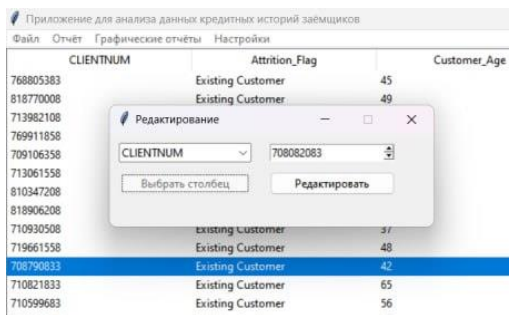 Приложение для анализа данных кредитных историй заёмщиков
Файл Отчёт Графические отчёты Настройки
CLIENTNUM Attrition_Flag Customer_Age
768805383 Existing Customer 45
818770008 Existing Customer 49
713982108
769911858
709106358
713061558
810347208
818906208
710930508 Existing Customer 37
719661558 Existing Customer 48
708790833 Existing Customer 42
710821833 Existing Customer 65
710599683 Existing Customer 56
Редактирование
CLIENTNUM 708082083
Выбрать столбец Редактировать